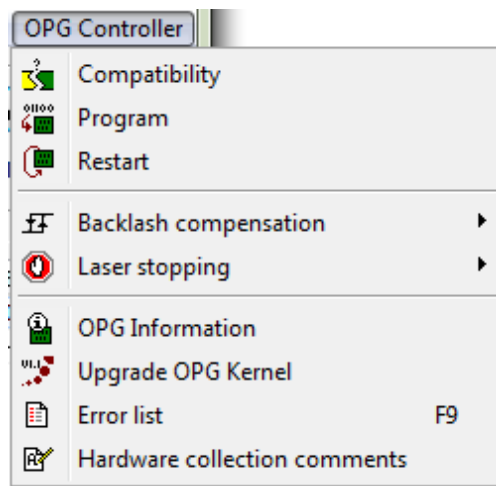 OPG Controller
Compatibility
Program
Restart
Backlash compensation
Laser stopping
OPG Information
Upgrade OPG Kernel
Error list F9
Hardware collection comments